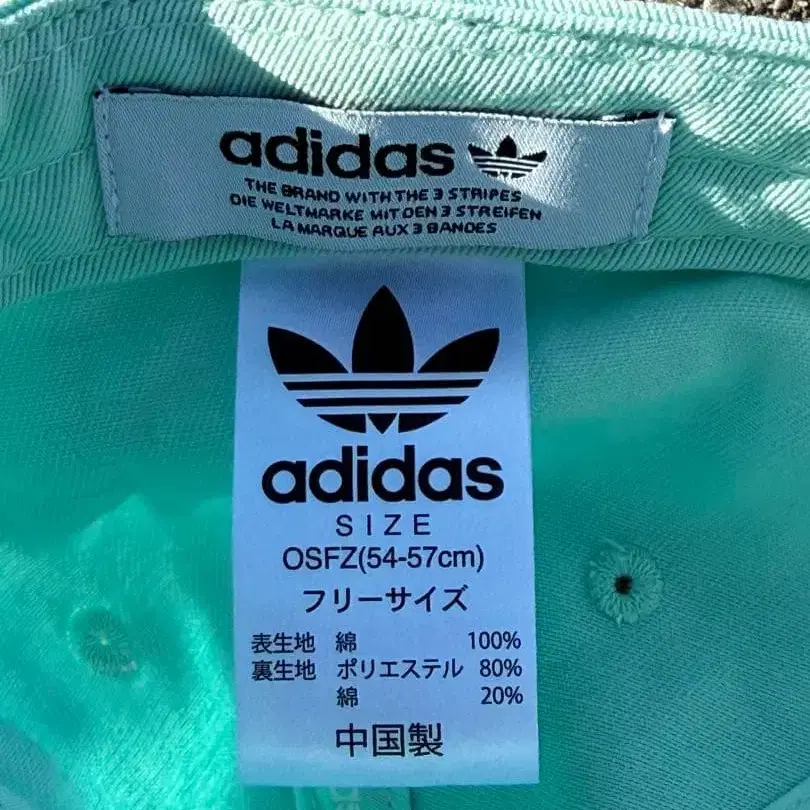 adidas
THE BRAND WITH THE 3 STRIPES
DIE WELTMARKE MIT DEN 3 STREIFEN
LA MARQUE AUX 3 BANDES
adidas
SIZE
OSFZ(54-57cm)
フリーサイズ
表生地 綿 100%
裏生地 ポリエステル 80%
綿 20%
中国製